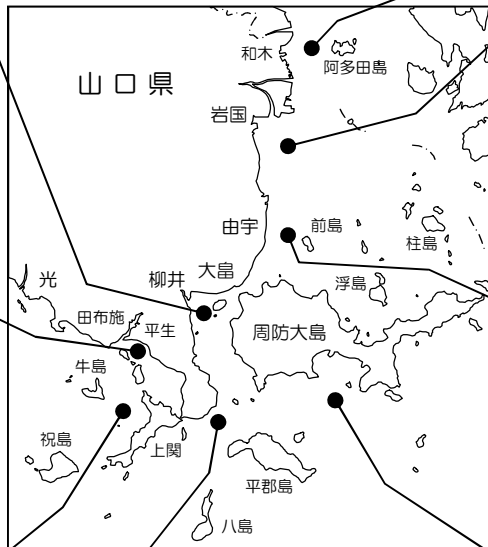 和木
阿多田島
山口県
岩国
由宇
前島
柱島
大畠
光
柳井
浮島
田布施
平生
周防大島
牛島
祝島
上関
平郡島
八島